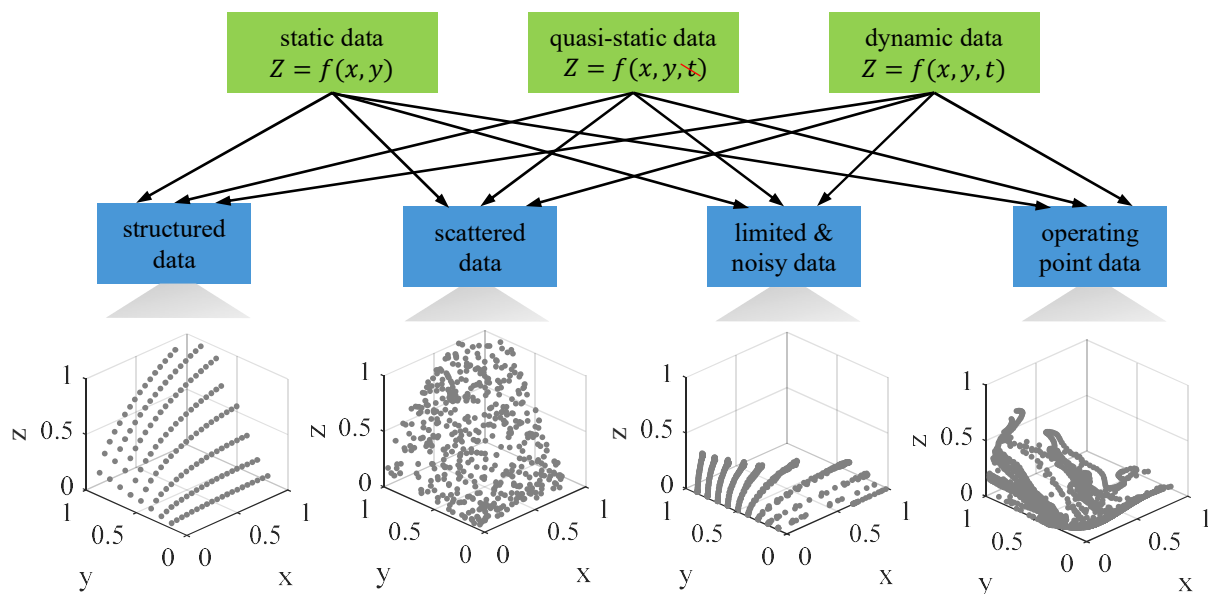 static data
Z = f(x, y)
quasi-static data
Z = f(x, y, t)
dynamic data
Z = f(x, y, t)
structured
data
scattered
data
limited &
noisy data
operating
point data
1
0.5
0
z
1
0.5
0
y
0
0.5
1
x
1
0.5
0
z
1
0.5
0
y
0
0.5
1
x
1
0.5
0
z
1
0.5
0
y
0
0.5
1
x
1
0.5
0
z
1
0.5
0
y
0
0.5
1
x